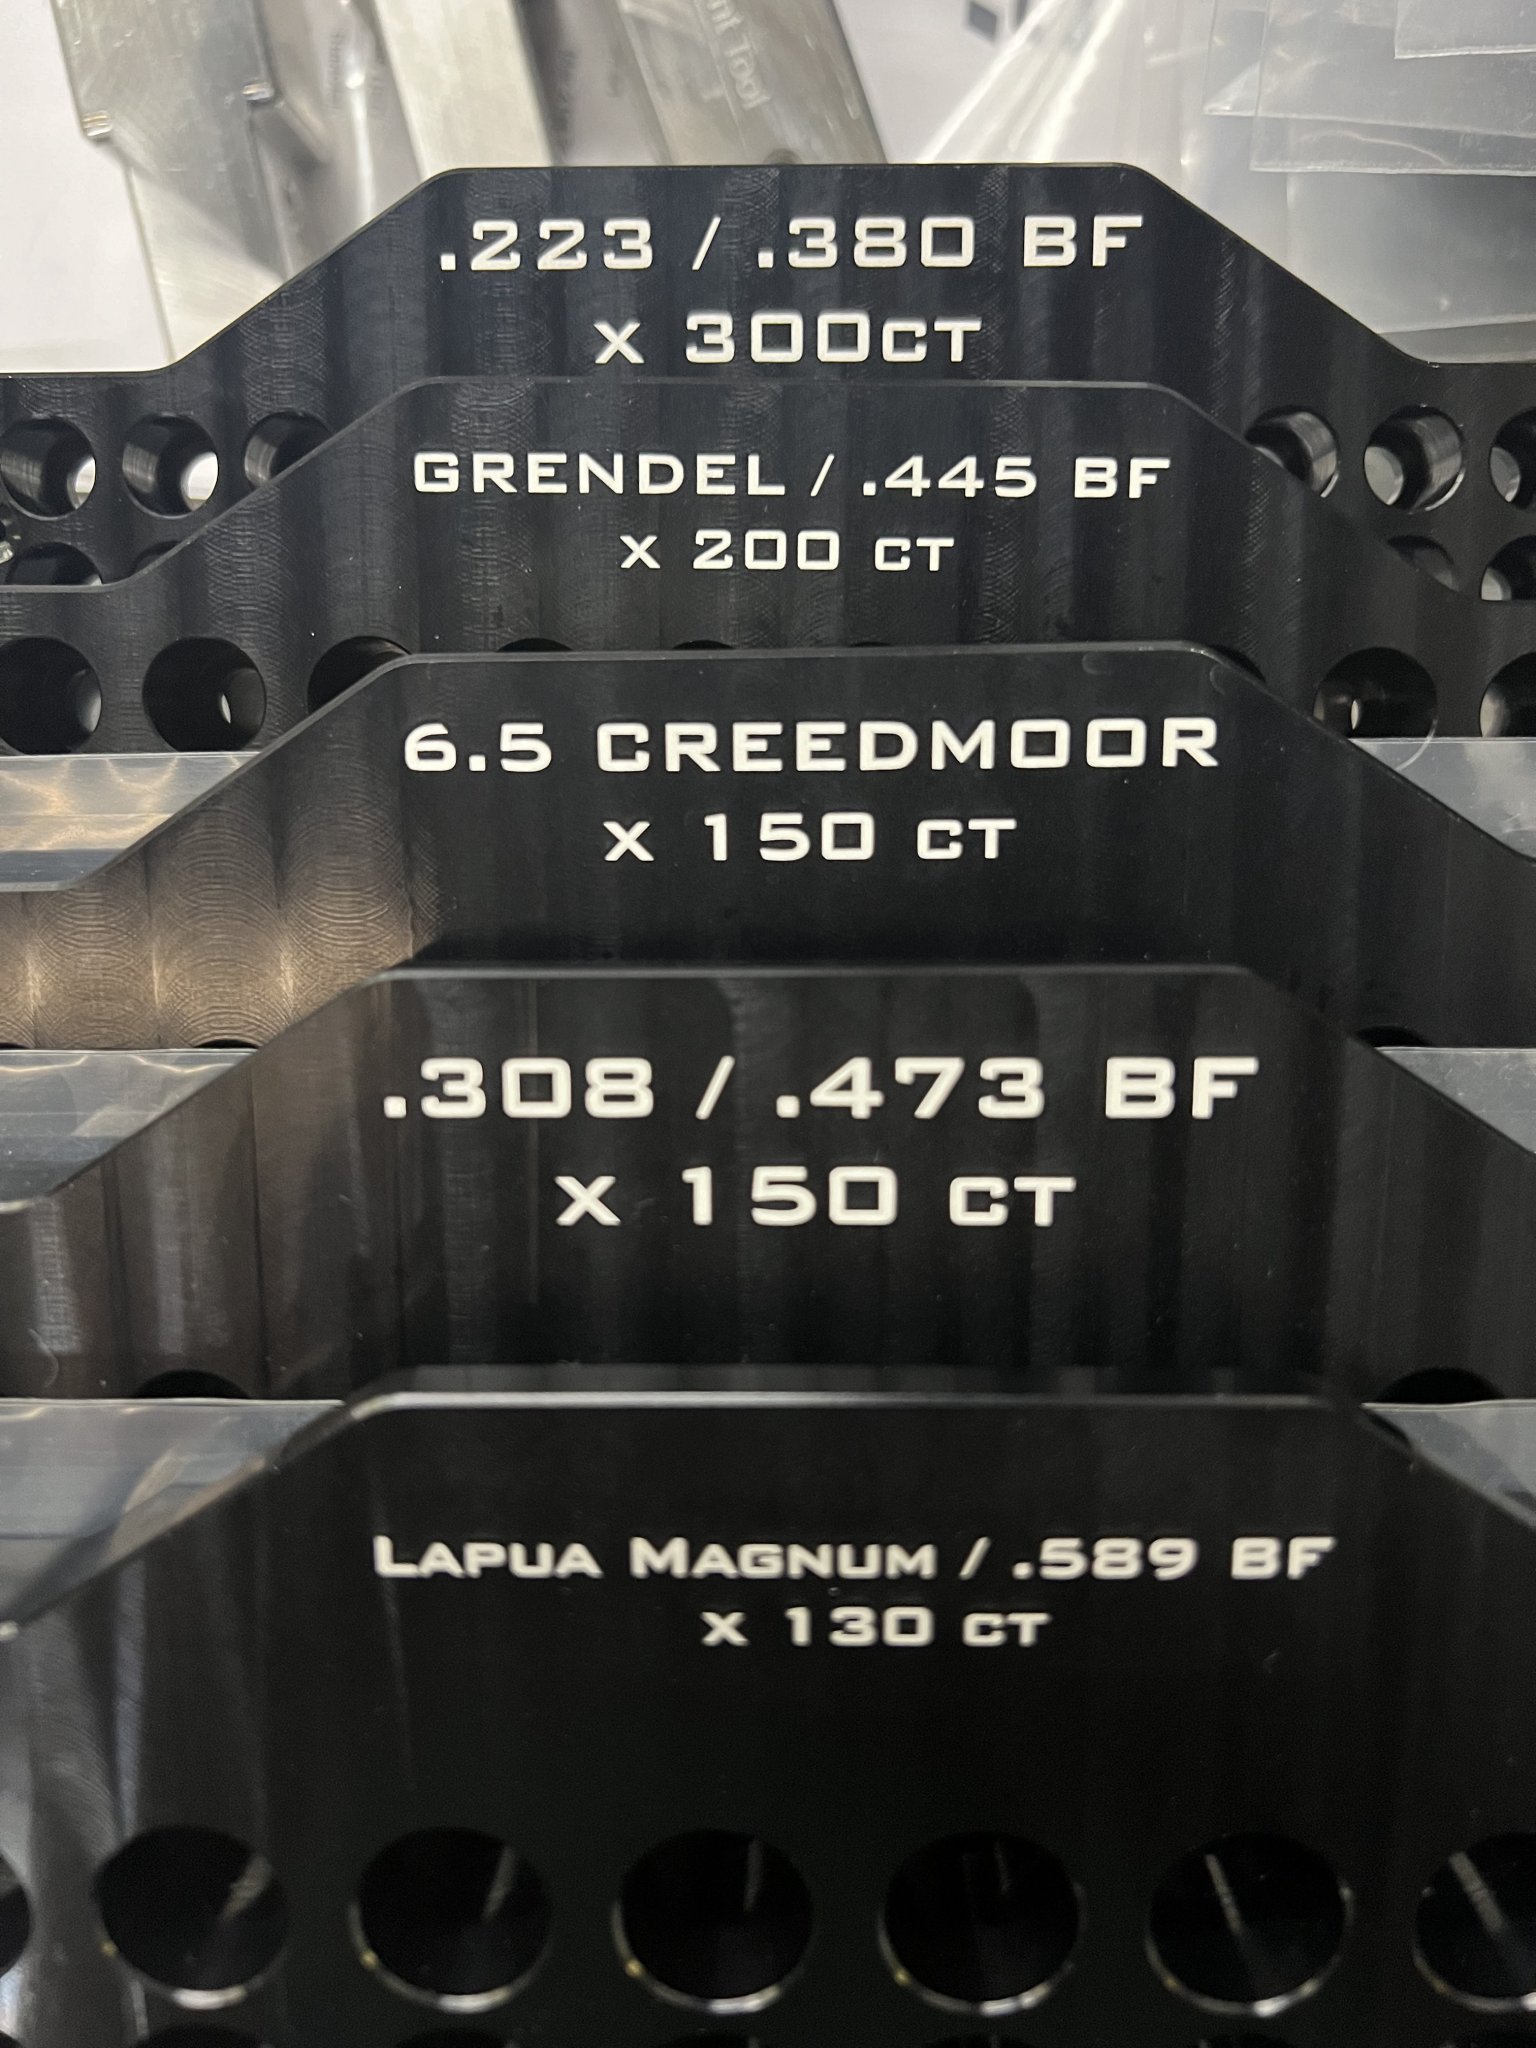 .223 / .380 BF
x 300CT
GRENDEL / .445 BF
x 200 CT
6.5 CREEDMOOR
x 150 CT
.308 / .473 BF
x 150 CT
LAPUA MAGNUM / .589 BF
x 130 CT